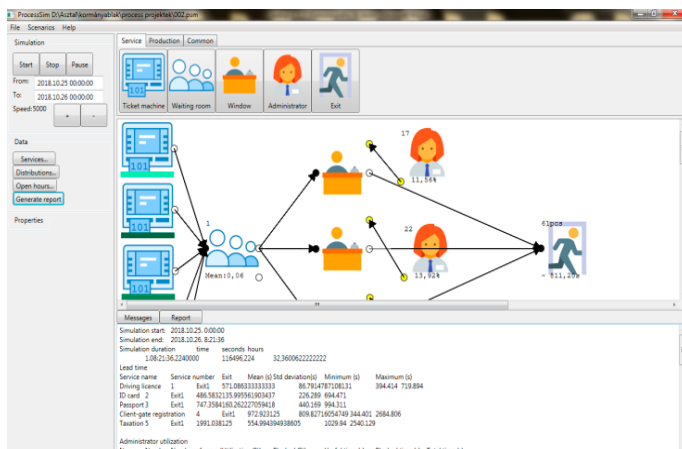 ProcessSim D:\Asztal\kormányablak\process projektek\002.psm
File Scenarios Help
Simulation
Start Stop Pause
From: 2018.10.25 00:00:00
To: 2018.10.26 00:00:00
Speed:5000 + -
Data
Services...
Distributions...
Open hours...
Generate report
Properties
Service Production Common
Ticket machine Waiting room Window Administrator Exit
101
17
11,56%
101
1
22
61pcs
Mean:0,06
13,92%
811,20s
101
Messages Report
Simulation start: 2018.10.25. 0:00:00
Simulation end: 2018.10.26. 8:21:36
Simulation duration time seconds hours
1.08:21:36.2240000 116496,224 32,3600622222222
Lead time
Service name Service number Exit Mean (s) Std deviation(s) Minimum (s) Maximum (s)
Driving licence 1 Exit1 571.086333333333 86.7914787108131 394.414 719.894
ID card 2 Exit1 486.5832135.995561903437 226.289 694.471
Passport 3 Exit1 747.3584160.262227059418 440.169 994.311
Client-gate registration 4 Exit1 972.923125 809.82716054749 344.401 2684.806
Taxation 5 Exit1 1991.038125 554.994394938605 1029.84 2540.129
Administrator utilization